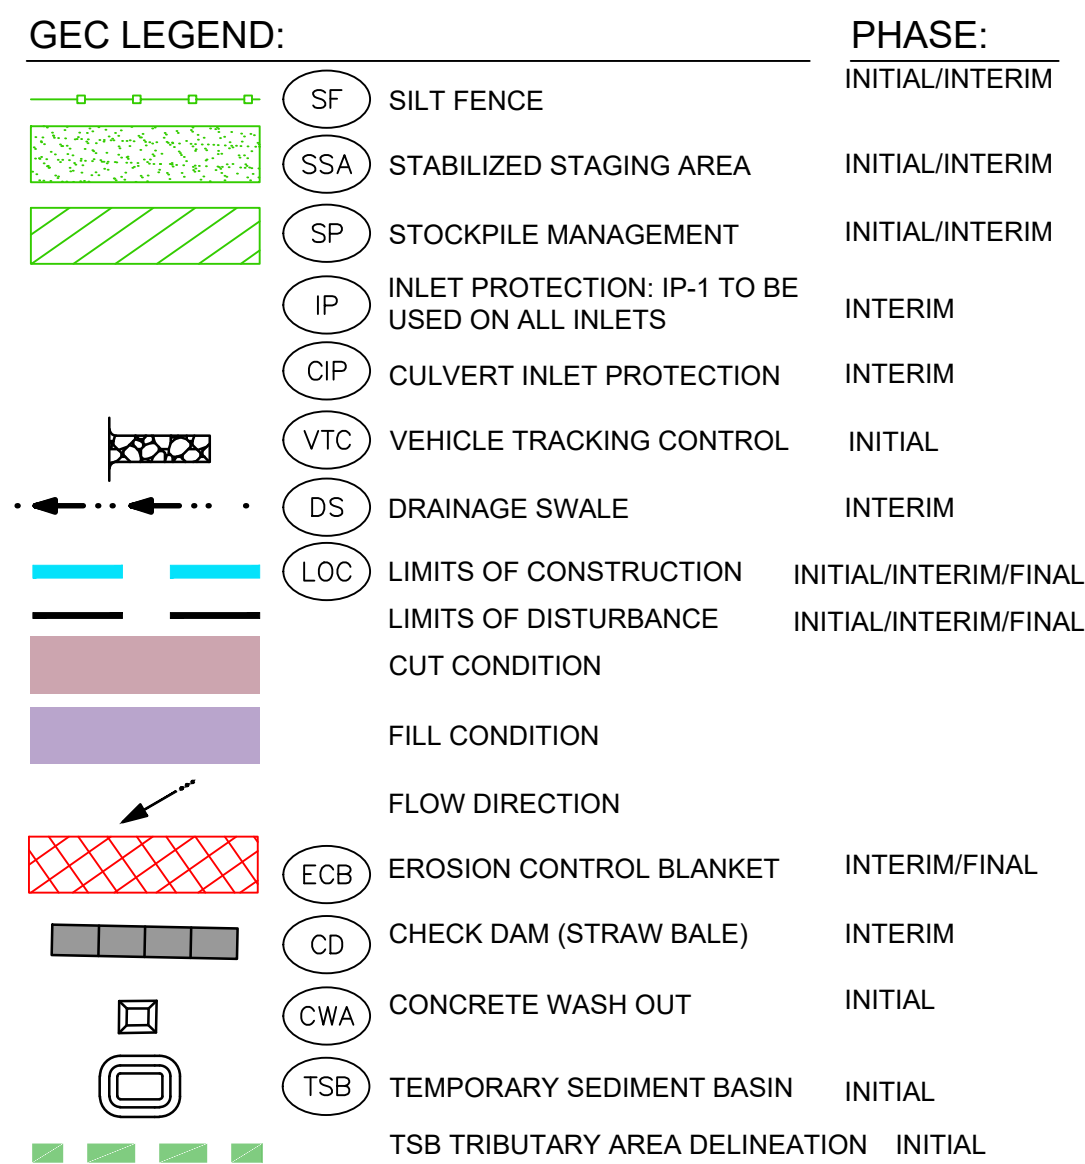 GEC LEGEND: PHASE:
SF SILT FENCE INITIAL/INTERIM
SSA STABILIZED STAGING AREA INITIAL/INTERIM
SP STOCKPILE MANAGEMENT INITIAL/INTERIM
IP INLET PROTECTION: IP-1 TO BE
USED ON ALL INLETS INTERIM
CIP CULVERT INLET PROTECTION INTERIM
VTC VEHICLE TRACKING CONTROL INITIAL
DS DRAINAGE SWALE INTERIM
LOC LIMITS OF CONSTRUCTION INITIAL/INTERIM/FINAL
LIMITS OF DISTURBANCE INITIAL/INTERIM/FINAL
CUT CONDITION
FILL CONDITION
FLOW DIRECTION
ECB EROSION CONTROL BLANKET INTERIM/FINAL
CD CHECK DAM (STRAW BALE) INTERIM
CWA CONCRETE WASH OUT INITIAL
TSB TEMPORARY SEDIMENT BASIN INITIAL
TSB TRIBUTARY AREA DELINEATION INITIAL